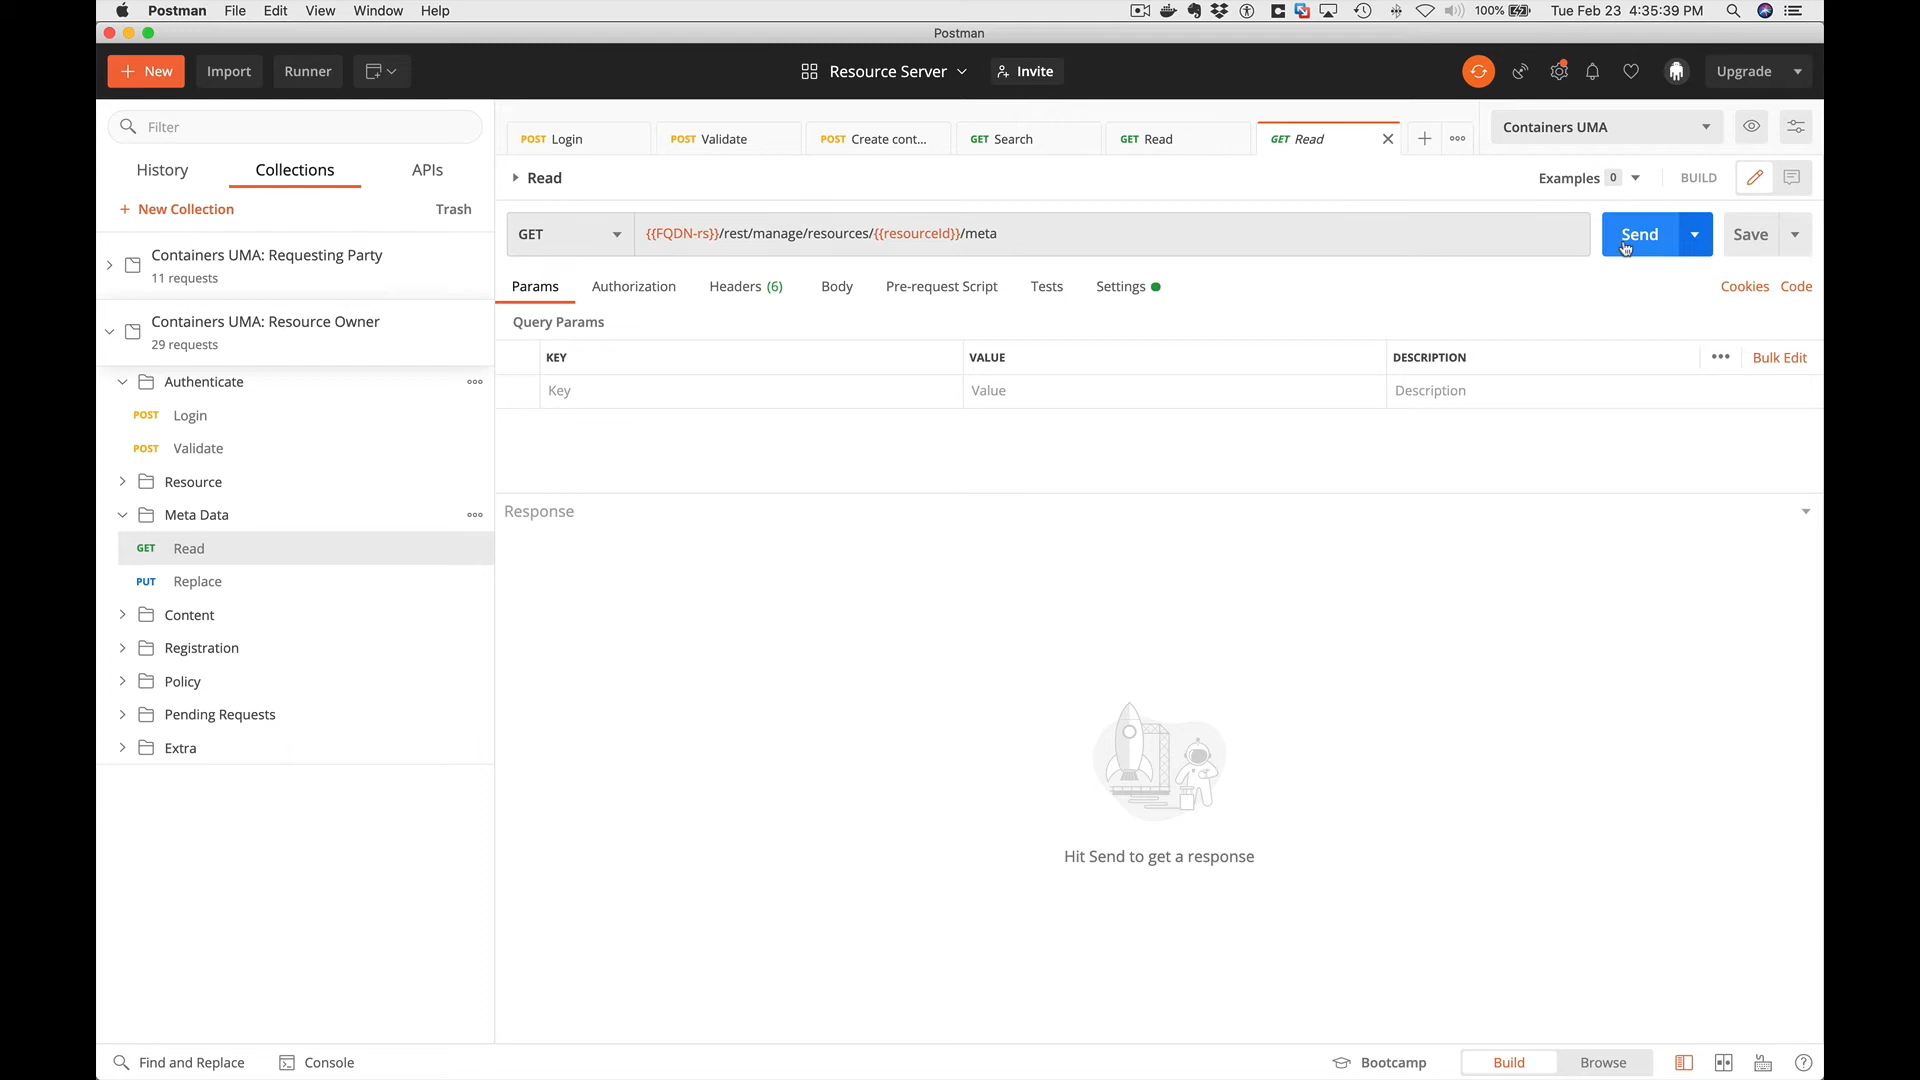 Postman File Edit View Window Help
100% Tue Feb 23 4:35:39 PM
Postman
+ New Import Runner
Resource Server Invite
Upgrade
Filter
History Collections APIs
+ New Collection Trash
Containers UMA: Requesting Party
11 requests
Containers UMA: Resource Owner
29 requests
Authenticate
POST Login
POST Validate
Resource
Meta Data
GET Read
PUT Replace
Content
Registration
Policy
Pending Requests
Extra
POST Login POST Validate POST Create cont... GET Search GET Read GET Read
Containers UMA
Read
Examples 0 BUILD
GET {{FQDN-rs}}/rest/manage/resources/{{resourceId}}/meta
Send Save
Params Authorization Headers (6) Body Pre-request Script Tests Settings
Cookies Code
Query Params
KEY VALUE DESCRIPTION Bulk Edit
Key Value Description
Response
Hit Send to get a response
Find and Replace Console
Bootcamp Build Browse